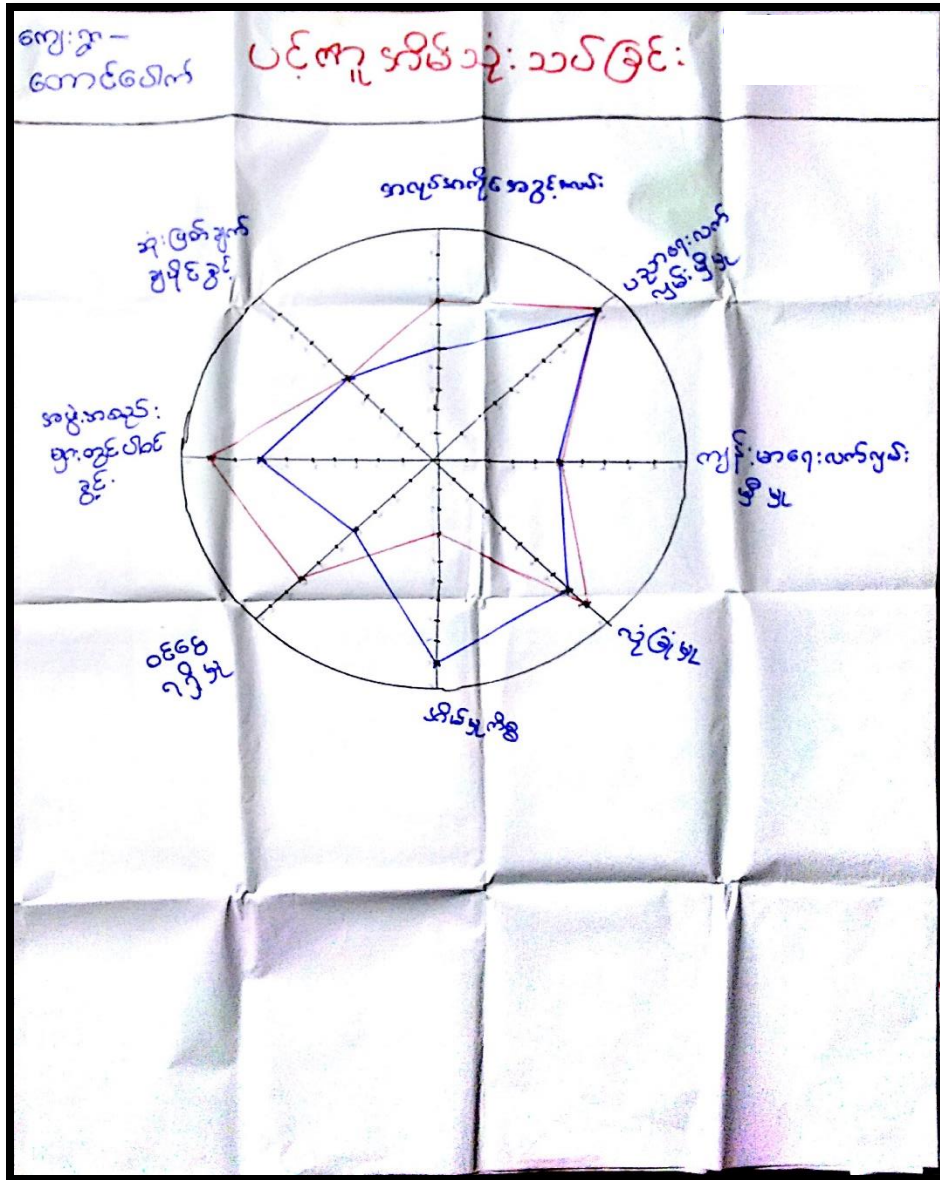 ကျေးရွာ –
တောင်ပေါက်
ပင့်ကူအိမ်သုံးသပ်ခြင်း
အလုပ်အကိုင်အခွင့်အလမ်း
ပညာရေးလက်
လှမ်းမှီမှု
ကျန်းမာရေးလက်လှမ်း
မှီမှု
လုံခြုံမှု
အိမ်မှုကိစ္စ
ဝင်ငွေ
ရရှိမှု
အဖွဲ့အစည်း
များတွင်ပါဝင်
ခွင့်
ဆုံးဖြတ်ချက်
ချပိုင်ခွင့်